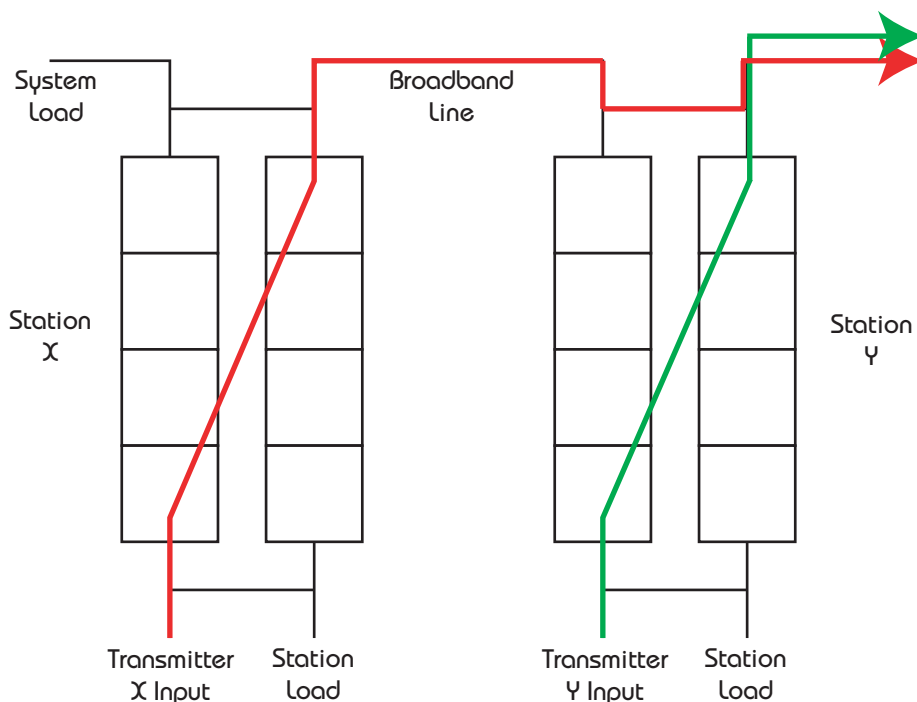 System
Load
Broadband
Line
Station
X
Station
Y
Transmitter
X Input
Station
Load
Transmitter
Y Input
Station
Load